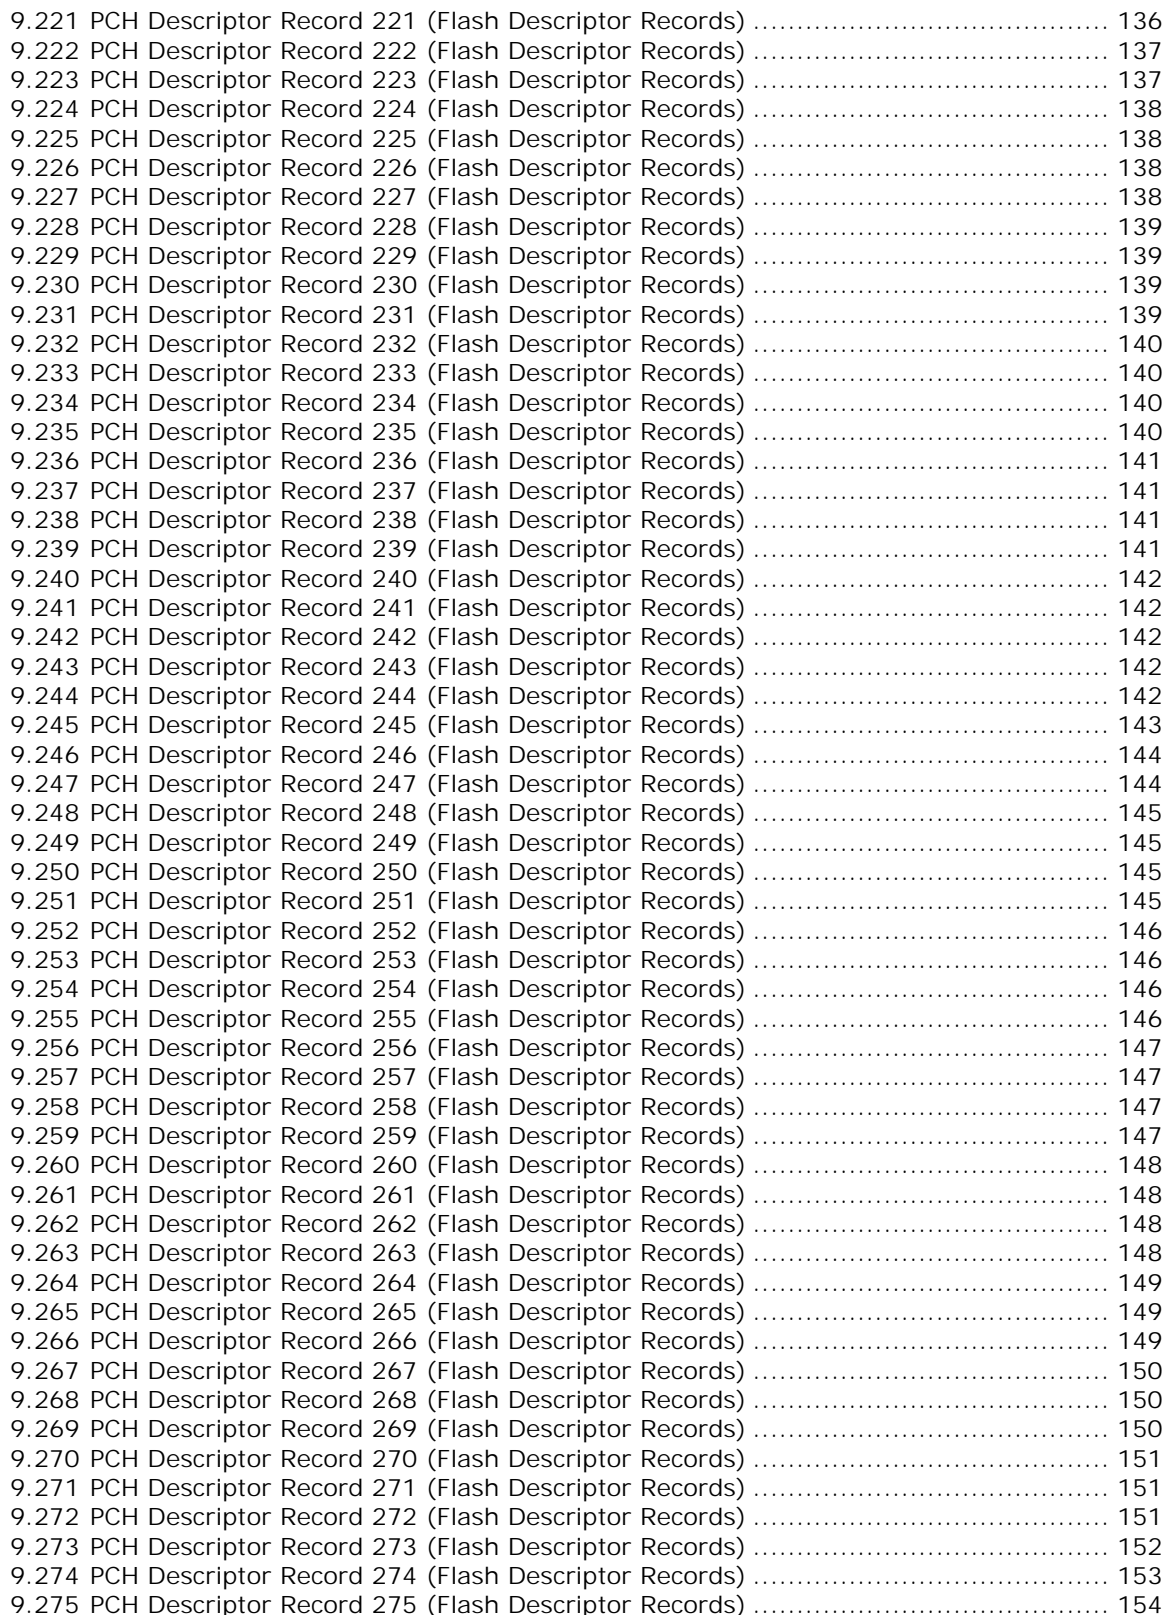 9.221 PCH Descriptor Record 221 (Flash Descriptor Records) ........................................ 136
9.222 PCH Descriptor Record 222 (Flash Descriptor Records) ........................................ 137
9.223 PCH Descriptor Record 223 (Flash Descriptor Records) ........................................ 137
9.224 PCH Descriptor Record 224 (Flash Descriptor Records) ........................................ 138
9.225 PCH Descriptor Record 225 (Flash Descriptor Records) ........................................ 138
9.226 PCH Descriptor Record 226 (Flash Descriptor Records) ........................................ 138
9.227 PCH Descriptor Record 227 (Flash Descriptor Records) ........................................ 138
9.228 PCH Descriptor Record 228 (Flash Descriptor Records) ........................................ 139
9.229 PCH Descriptor Record 229 (Flash Descriptor Records) ........................................ 139
9.230 PCH Descriptor Record 230 (Flash Descriptor Records) ........................................ 139
9.231 PCH Descriptor Record 231 (Flash Descriptor Records) ........................................ 139
9.232 PCH Descriptor Record 232 (Flash Descriptor Records) ........................................ 140
9.233 PCH Descriptor Record 233 (Flash Descriptor Records) ........................................ 140
9.234 PCH Descriptor Record 234 (Flash Descriptor Records) ........................................ 140
9.235 PCH Descriptor Record 235 (Flash Descriptor Records) ........................................ 140
9.236 PCH Descriptor Record 236 (Flash Descriptor Records) ........................................ 141
9.237 PCH Descriptor Record 237 (Flash Descriptor Records) ........................................ 141
9.238 PCH Descriptor Record 238 (Flash Descriptor Records) ........................................ 141
9.239 PCH Descriptor Record 239 (Flash Descriptor Records) ........................................ 141
9.240 PCH Descriptor Record 240 (Flash Descriptor Records) ........................................ 142
9.241 PCH Descriptor Record 241 (Flash Descriptor Records) ........................................ 142
9.242 PCH Descriptor Record 242 (Flash Descriptor Records) ........................................ 142
9.243 PCH Descriptor Record 243 (Flash Descriptor Records) ........................................ 142
9.244 PCH Descriptor Record 244 (Flash Descriptor Records) ........................................ 142
9.245 PCH Descriptor Record 245 (Flash Descriptor Records) ........................................ 143
9.246 PCH Descriptor Record 246 (Flash Descriptor Records) ........................................ 144
9.247 PCH Descriptor Record 247 (Flash Descriptor Records) ........................................ 144
9.248 PCH Descriptor Record 248 (Flash Descriptor Records) ........................................ 145
9.249 PCH Descriptor Record 249 (Flash Descriptor Records) ........................................ 145
9.250 PCH Descriptor Record 250 (Flash Descriptor Records) ........................................ 145
9.251 PCH Descriptor Record 251 (Flash Descriptor Records) ........................................ 145
9.252 PCH Descriptor Record 252 (Flash Descriptor Records) ........................................ 146
9.253 PCH Descriptor Record 253 (Flash Descriptor Records) ........................................ 146
9.254 PCH Descriptor Record 254 (Flash Descriptor Records) ........................................ 146
9.255 PCH Descriptor Record 255 (Flash Descriptor Records) ........................................ 146
9.256 PCH Descriptor Record 256 (Flash Descriptor Records) ........................................ 147
9.257 PCH Descriptor Record 257 (Flash Descriptor Records) ........................................ 147
9.258 PCH Descriptor Record 258 (Flash Descriptor Records) ........................................ 147
9.259 PCH Descriptor Record 259 (Flash Descriptor Records) ........................................ 147
9.260 PCH Descriptor Record 260 (Flash Descriptor Records) ........................................ 148
9.261 PCH Descriptor Record 261 (Flash Descriptor Records) ........................................ 148
9.262 PCH Descriptor Record 262 (Flash Descriptor Records) ........................................ 148
9.263 PCH Descriptor Record 263 (Flash Descriptor Records) ........................................ 148
9.264 PCH Descriptor Record 264 (Flash Descriptor Records) ........................................ 149
9.265 PCH Descriptor Record 265 (Flash Descriptor Records) ........................................ 149
9.266 PCH Descriptor Record 266 (Flash Descriptor Records) ........................................ 149
9.267 PCH Descriptor Record 267 (Flash Descriptor Records) ........................................ 150
9.268 PCH Descriptor Record 268 (Flash Descriptor Records) ........................................ 150
9.269 PCH Descriptor Record 269 (Flash Descriptor Records) ........................................ 150
9.270 PCH Descriptor Record 270 (Flash Descriptor Records) ........................................ 151
9.271 PCH Descriptor Record 271 (Flash Descriptor Records) ........................................ 151
9.272 PCH Descriptor Record 272 (Flash Descriptor Records) ........................................ 151
9.273 PCH Descriptor Record 273 (Flash Descriptor Records) ........................................ 152
9.274 PCH Descriptor Record 274 (Flash Descriptor Records) ........................................ 153
9.275 PCH Descriptor Record 275 (Flash Descriptor Records) ........................................ 154